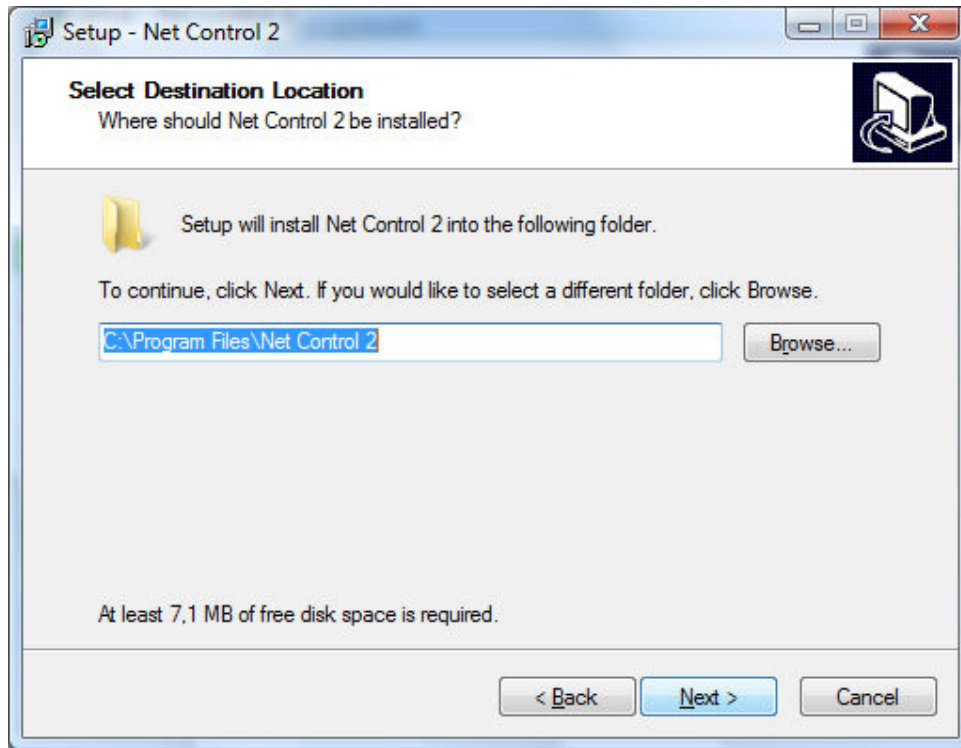 Setup - Net Control 2
Select Destination Location
Where should Net Control 2 be installed?
Setup will install Net Control 2 into the following folder.
To continue, click Next. If you would like to select a different folder, click Browse.
C:\Program Files\Net Control 2
Browse...
At least 7,1 MB of free disk space is required.
< Back
Next >
Cancel